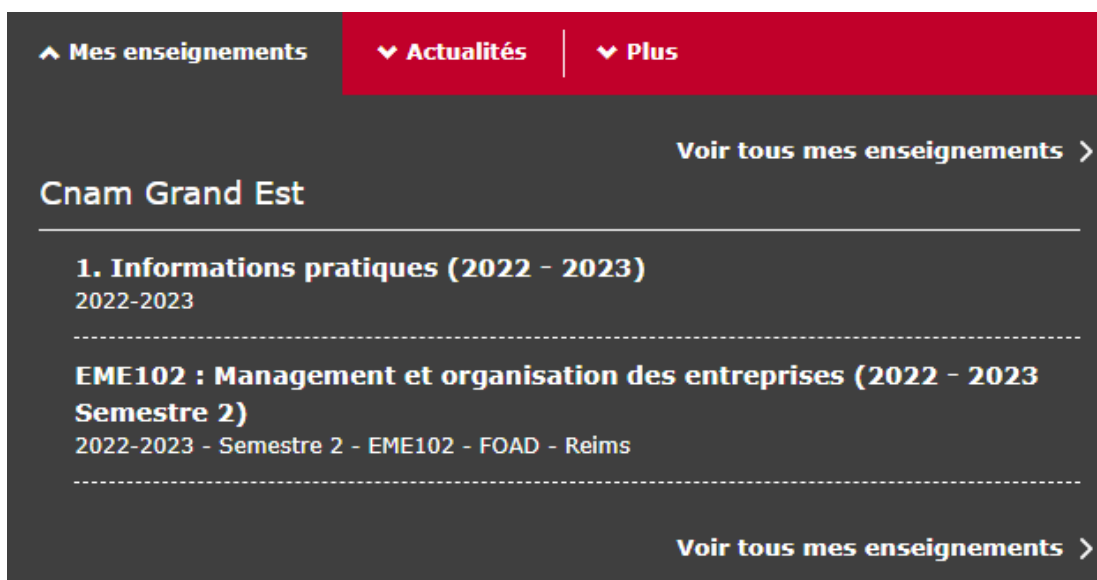 Mes enseignements
Actualités
Plus
Voir tous mes enseignements
Cnam Grand Est
1. Informations pratiques (2022 - 2023)
2022-2023
EME102 : Management et organisation des entreprises (2022 - 2023
Semestre 2)
2022-2023 - Semestre 2 - EME102 - FOAD - Reims
Voir tous mes enseignements